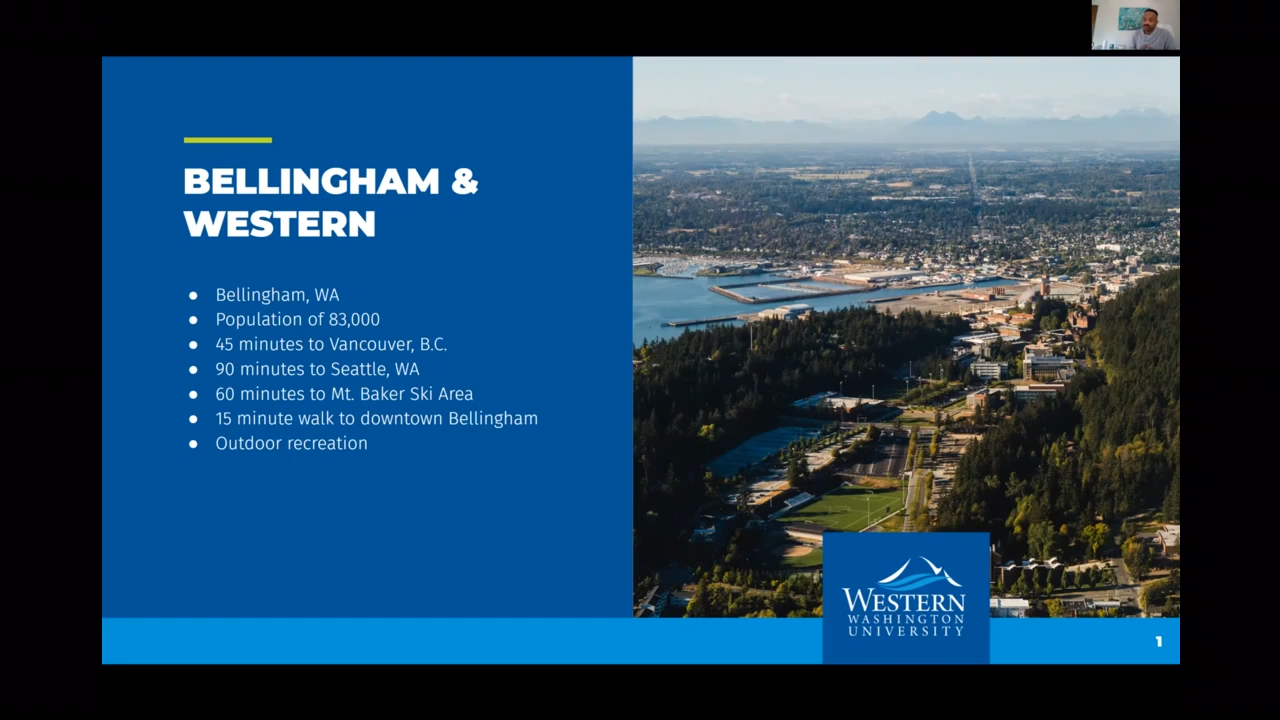 BELLINGHAM &
WESTERN
● Bellingham, WA
● Population of 83,000
● 45 minutes to Vancouver, B.C.
● 90 minutes to Seattle, WA
● 60 minutes to Mt. Baker Ski Area
● 15 minute walk to downtown Bellingham
● Outdoor recreation
WESTERN
WASHINGTON
UNIVERSITY
1